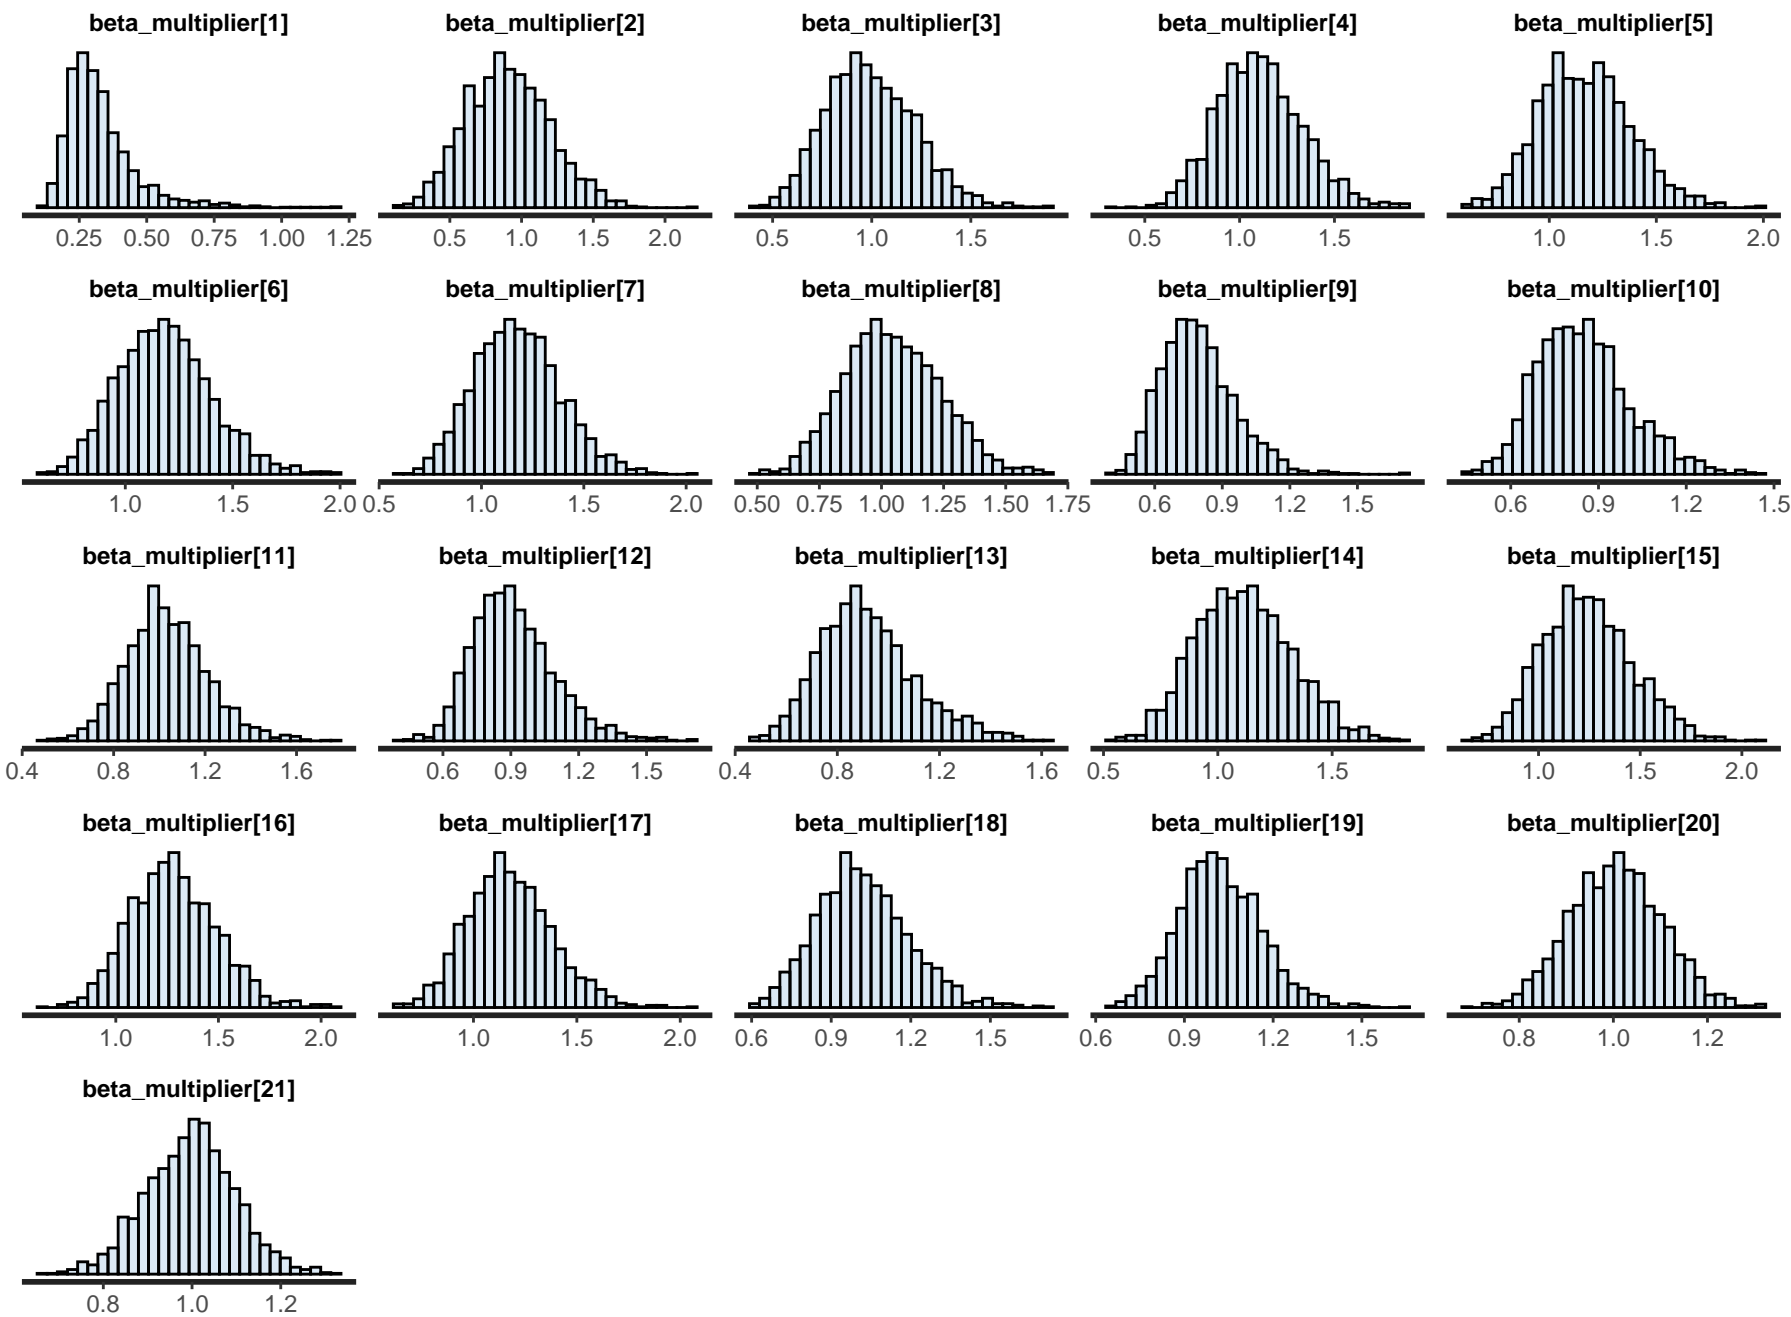 beta_multiplier[1] beta_multiplier[2] beta_multiplier[3] beta_multiplier[4] beta_multiplier[5]
0.25 0.50 0.75 1.00 1.25 0.5 1.0 1.5 2.0 0.5 1.0 1.5 0.5 1.0 1.5 1.0 1.5 2.0
beta_multiplier[6] beta_multiplier[7] beta_multiplier[8] beta_multiplier[9] beta_multiplier[10]
1.0 1.5 2.0 0.5 1.0 1.5 2.0 0.50 0.75 1.00 1.25 1.50 1.75 0.6 0.9 1.2 1.5 0.6 0.9 1.2 1.5
beta_multiplier[11] beta_multiplier[12] beta_multiplier[13] beta_multiplier[14] beta_multiplier[15]
0.4 0.8 1.2 1.6 0.6 0.9 1.2 1.5 0.4 0.8 1.2 1.6 0.5 1.0 1.5 1.0 1.5 2.0
beta_multiplier[16] beta_multiplier[17] beta_multiplier[18] beta_multiplier[19] beta_multiplier[20]
1.0 1.5 2.0 1.0 1.5 2.0 0.6 0.9 1.2 1.5 0.6 0.9 1.2 1.5 0.8 1.0 1.2
beta_multiplier[21]
0.8 1.0 1.2